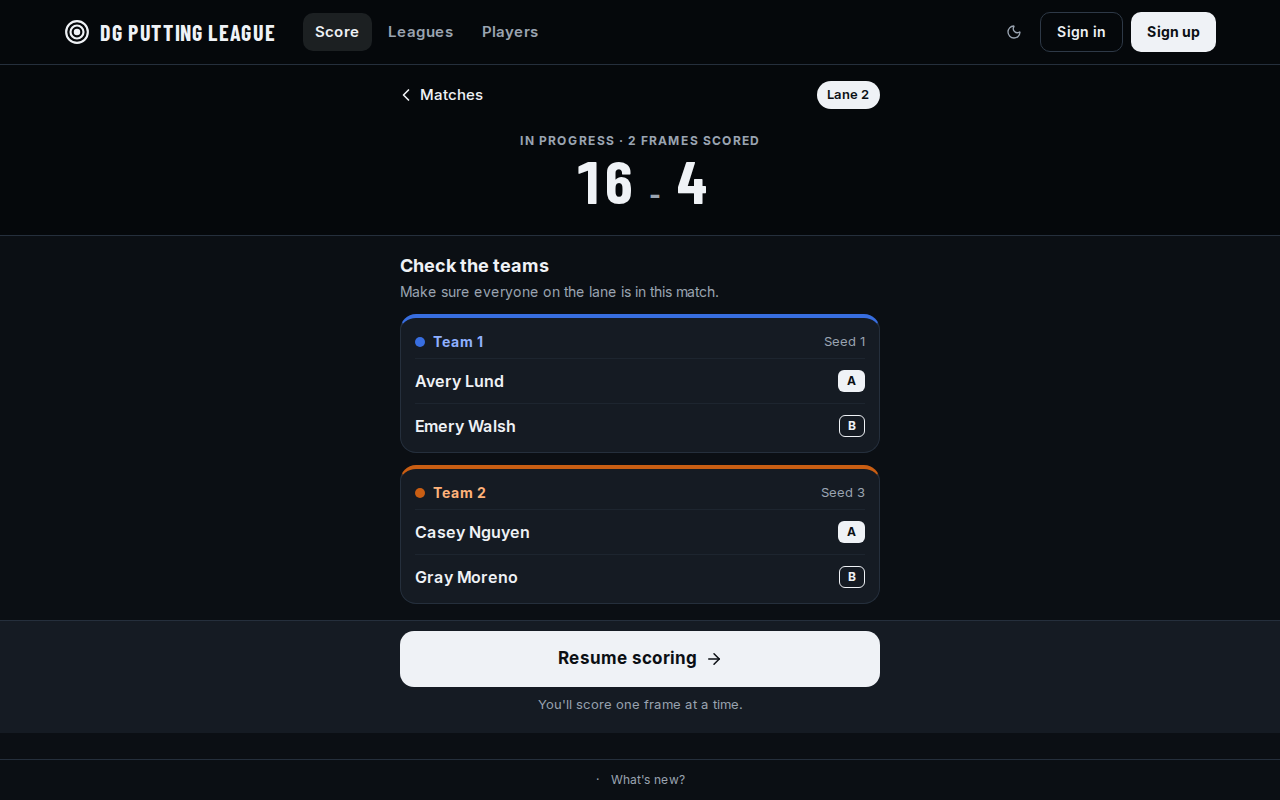 DG PUTTING LEAGUE
Score
Leagues
Players
Sign in
Sign up
Matches
Lane 2
IN PROGRESS · 2 FRAMES SCORED
16 - 4
Check the teams
Make sure everyone on the lane is in this match.
Team 1
Seed 1
Avery Lund
A
Emery Walsh
B
Team 2
Seed 3
Casey Nguyen
A
Gray Moreno
B
Resume scoring
You'll score one frame at a time.
· What's new?